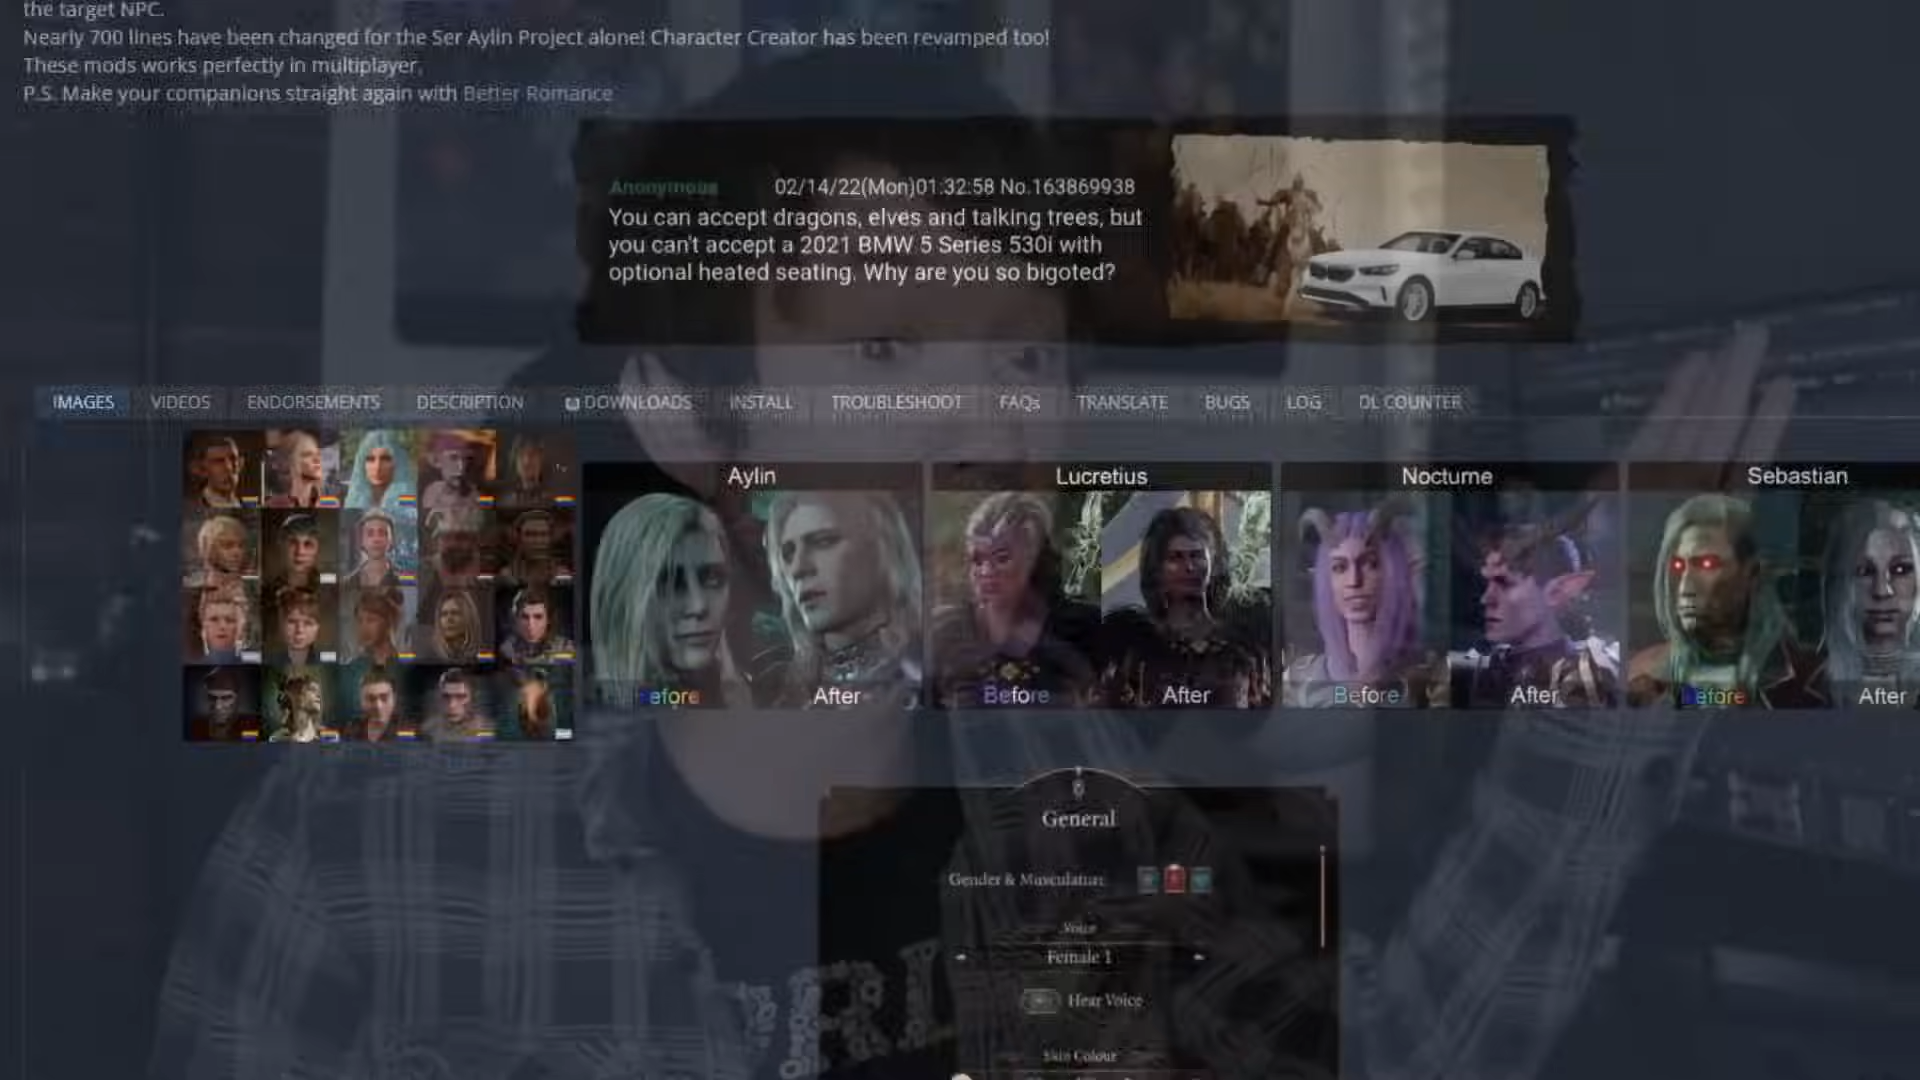 the target NPC.
Nearly 700 lines have been changed for the Ser Aylin Project alone! Character Creator has been revamped too!
These mods works perfectly in multiplayer.
P.S. Make your companions straight again with Better Romance
Anonymous 02/14/22(Mon)01:32:58 No.163869938
You can accept dragons, elves and talking trees, but
you can't accept a 2021 BMW 5 Series 530i with
optional heated seating. Why are you so bigoted?
IMAGES VIDEOS ENDORSEMENTS DESCRIPTION DOWNLOADS INSTALL TROUBLESHOOT FAQs TRANSLATE BUGS LOG DL COUNTER
Aylin Lucretius Nocturne Sebastian
Before After Before After Before After Before After
General
Gender & Musculature
Voice
Female 1
Hear Voice
Skin Colour